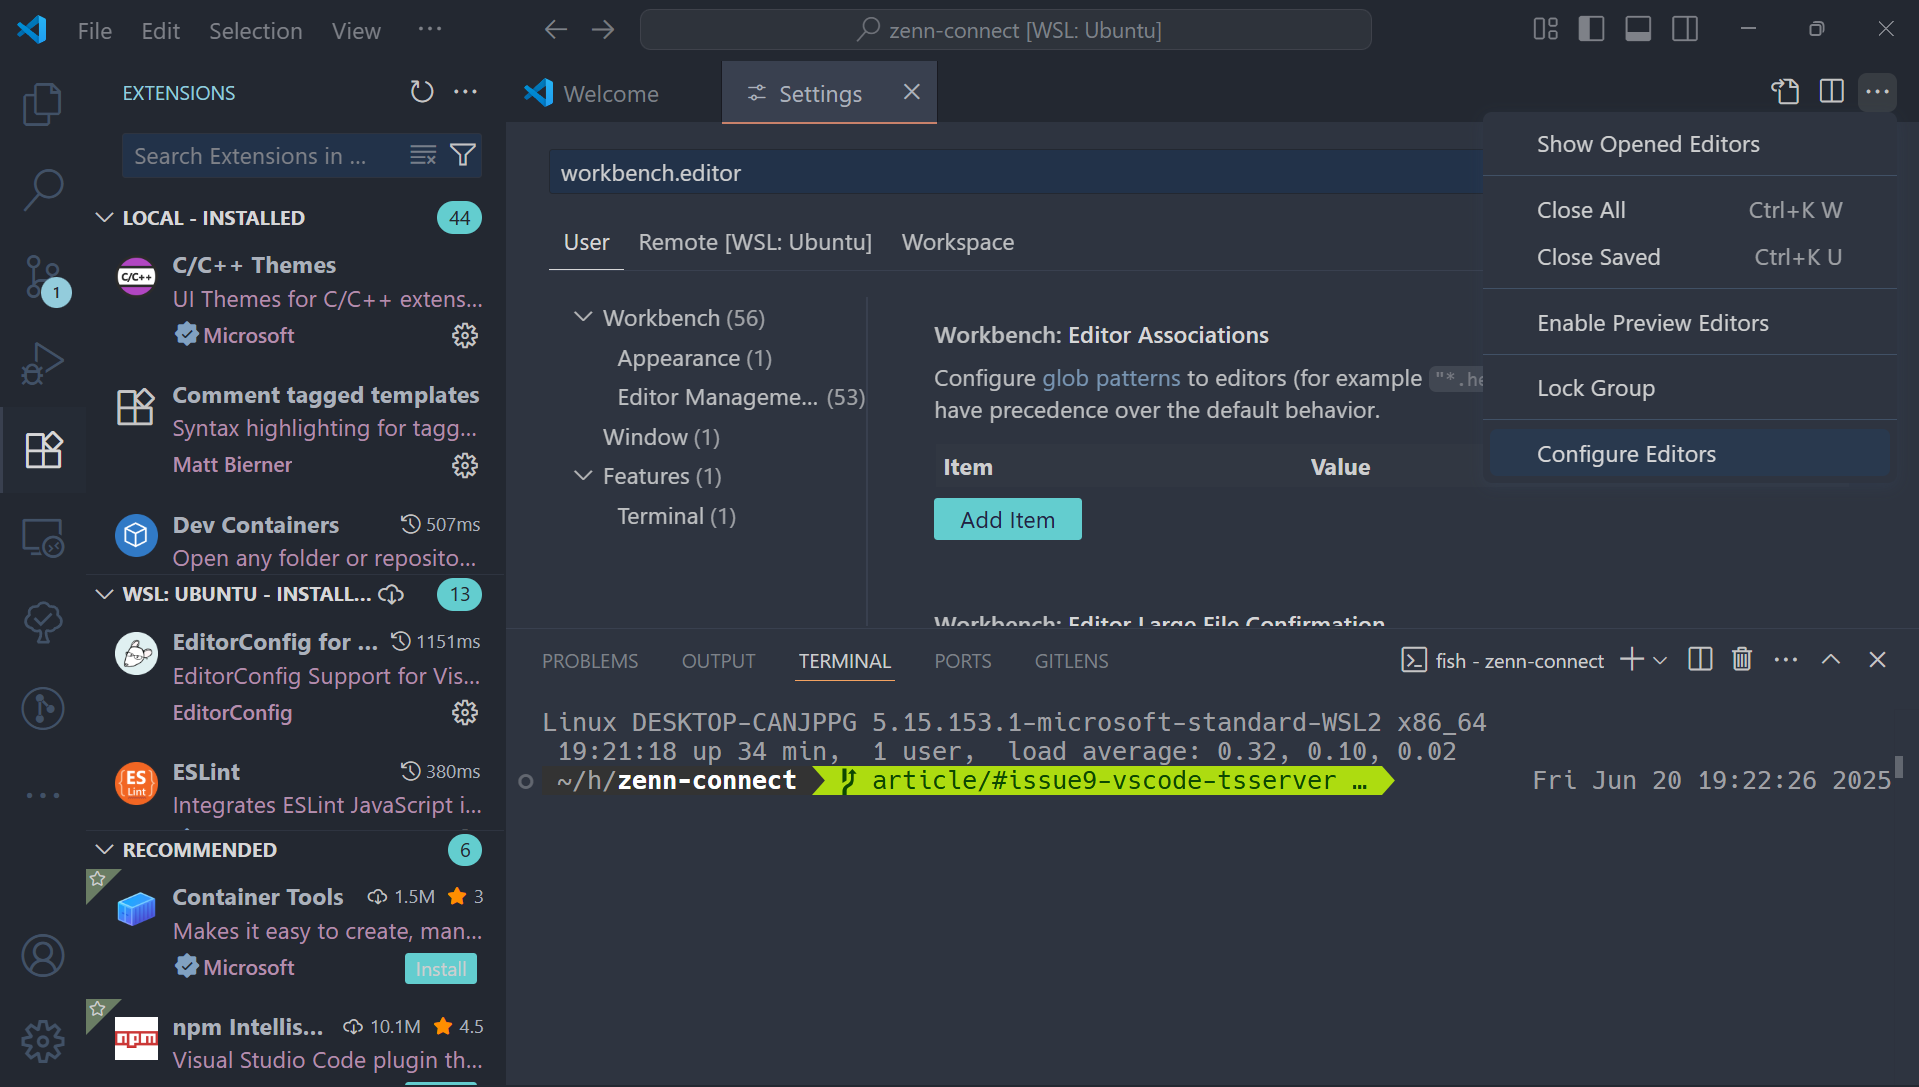 File Edit Selection View ···
zenn-connect [WSL: Ubuntu]
EXTENSIONS
Search Extensions in ...
LOCAL - INSTALLED 44
C/C++
C/C++ Themes
UI Themes for C/C++ extens...
Microsoft
Comment tagged templates
Syntax highlighting for tagg...
Matt Bierner
Dev Containers 507ms
Open any folder or reposito...
WSL: UBUNTU - INSTALL... 13
EditorConfig for ... 1151ms
EditorConfig Support for Vis...
EditorConfig
ES
Lint
ESLint 380ms
Integrates ESLint JavaScript i...
RECOMMENDED 6
Container Tools 1.5M 3
Makes it easy to create, man...
Microsoft Install
npm
npm Intellis... 10.1M 4.5
Visual Studio Code plugin th...
1
Welcome
Settings
workbench.editor
User Remote [WSL: Ubuntu] Workspace
Workbench (56)
Appearance (1)
Editor Manageme... (53)
Window (1)
Features (1)
Terminal (1)
Workbench: Editor Associations
Configure glob patterns to editors (for example "*.he
have precedence over the default behavior.
Item Value
Add Item
Workbench: Editor Large File Confirmation
Show Opened Editors
Close All Ctrl+K W
Close Saved Ctrl+K U
Enable Preview Editors
Lock Group
Configure Editors
PROBLEMS OUTPUT TERMINAL PORTS GITLENS
fish - zenn-connect
Linux DESKTOP-CANJPPG 5.15.153.1-microsoft-standard-WSL2 x86_64
19:21:18 up 34 min,  1 user,  load average: 0.32, 0.10, 0.02
~/h/zenn-connect article/#issue9-vscode-tsserver … Fri Jun 20 19:22:26 2025